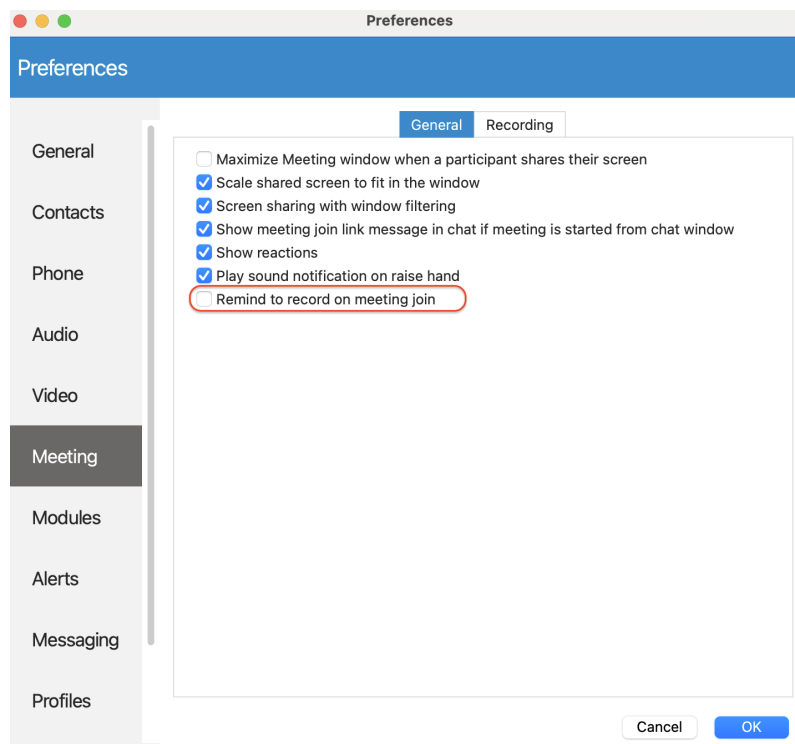 Preferences
Preferences
General
Contacts
Phone
Audio
Video
Meeting
Modules
Alerts
Messaging
Profiles
General Recording
Maximize Meeting window when a participant shares their screen
Scale shared screen to fit in the window
Screen sharing with window filtering
Show meeting join link message in chat if meeting is started from chat window
Show reactions
Play sound notification on raise hand
Remind to record on meeting join
Cancel OK